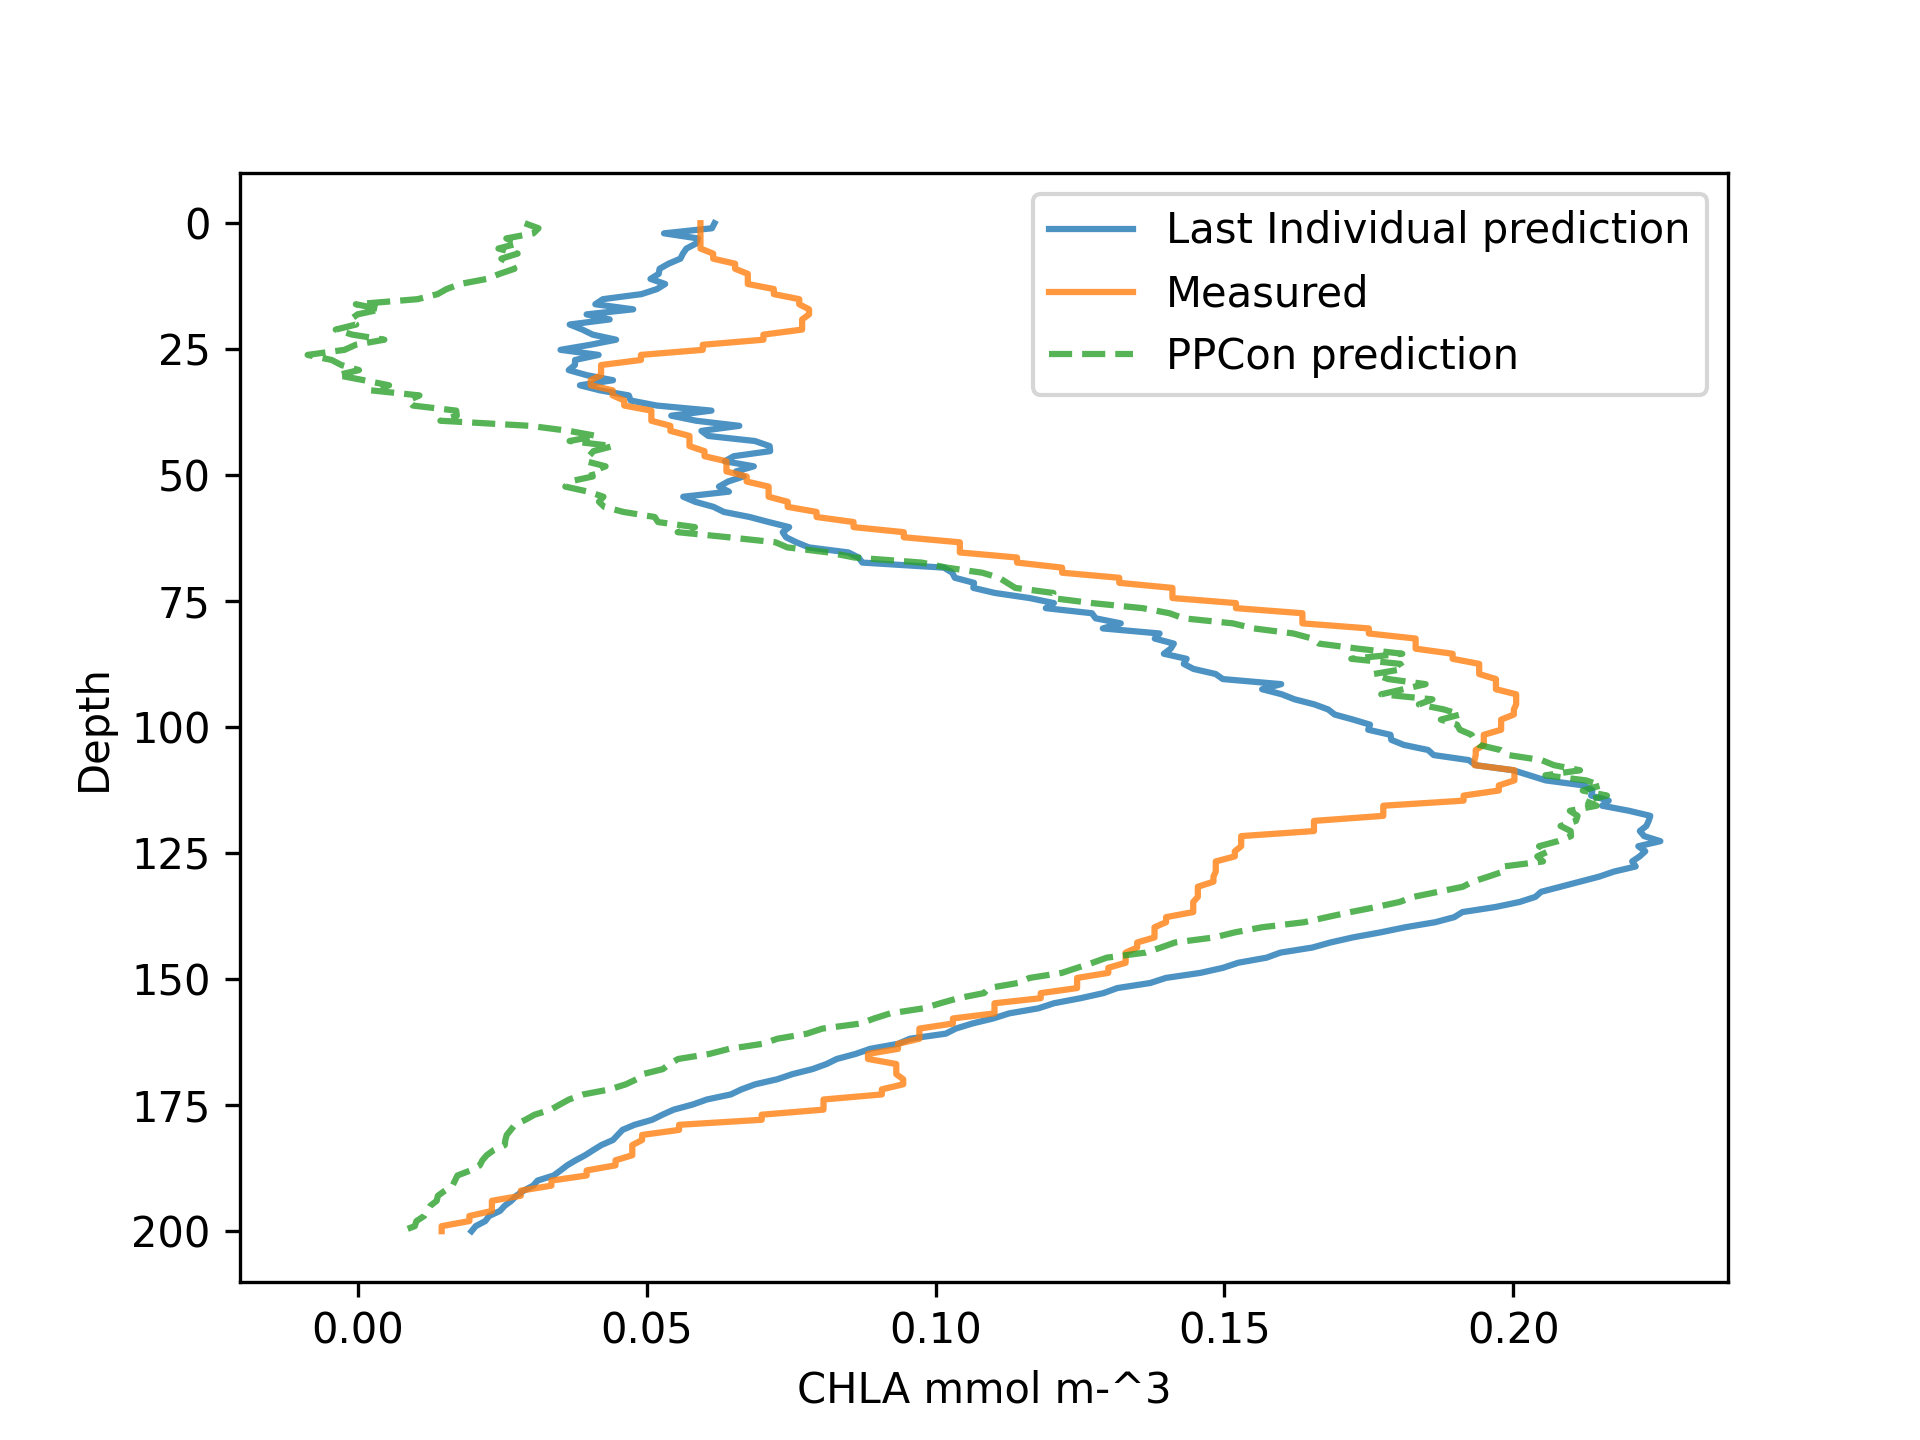 Last Individual prediction
Measured
PPCon prediction
0
25
50
75
100
125
150
175
200
Depth
0.00 0.05 0.10 0.15 0.20
CHLA mmol m-^3